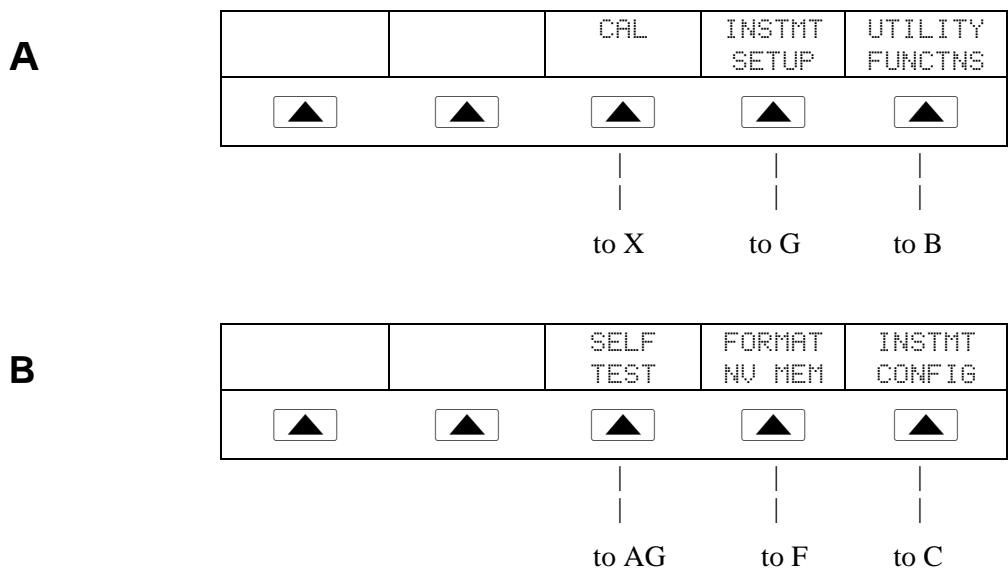 A
CAL INSTMT UTILITY
SETUP FUNCTNS
to X to G to B
B
SELF FORMAT INSTMT
TEST NV MEM CONFIG
to AG to F to C